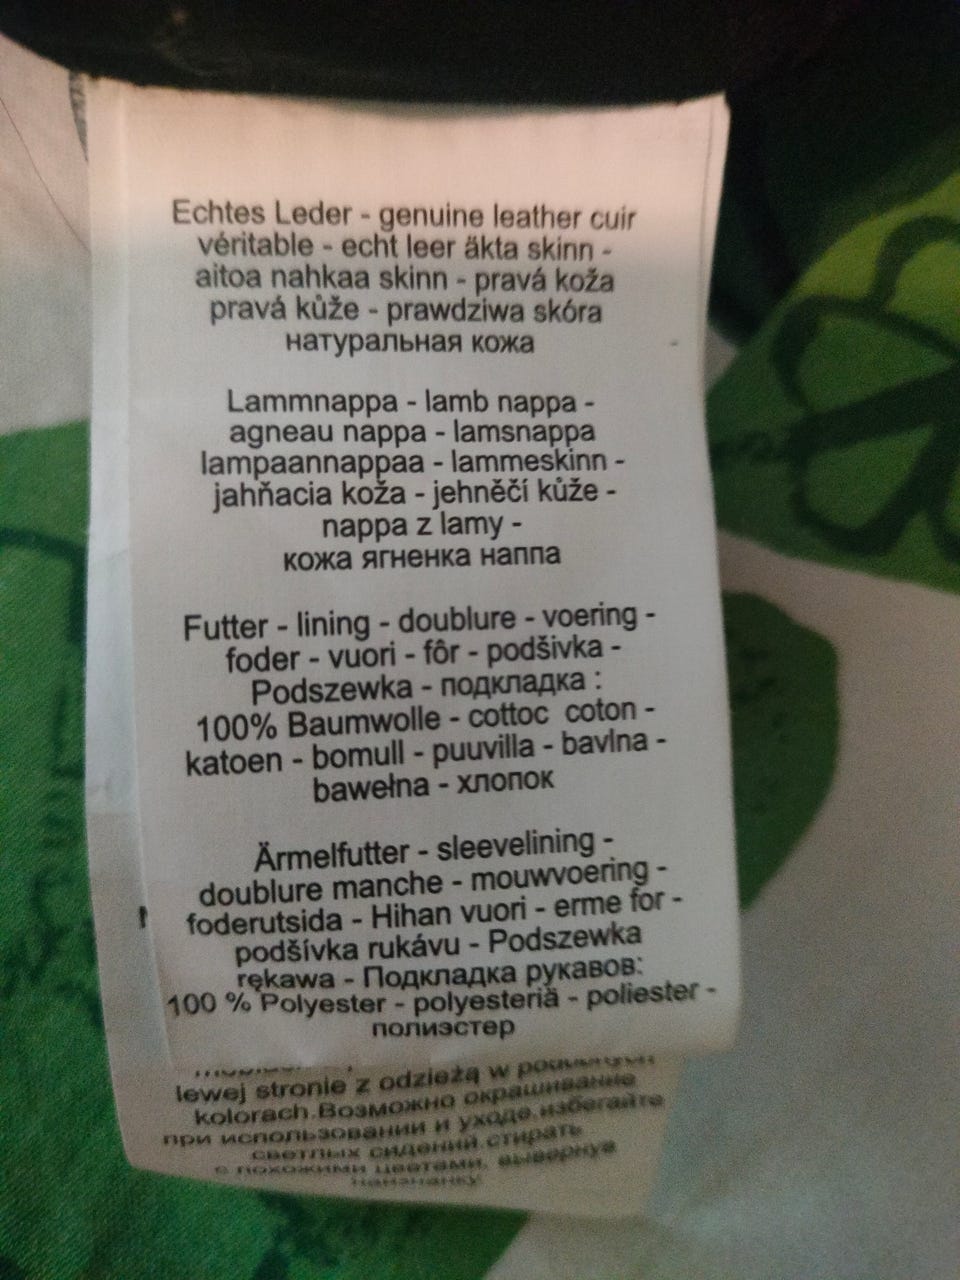 Echtes Leder - genuine leather cuir
véritable - echt leer äkta skinn -
aitoa nahkaa skinn - pravá koža
pravá kůže - prawdziwa skóra
натуральная кожа
Lammnappa - lamb nappa -
agneau nappa - lamsnappa
lampaannappaa - lammeskinn -
jahňacia koža - jehněčí kůže -
nappa z lamy -
кожа ягненка наппа
Futter - lining - doublure - voering -
foder - vuori - fôr - podšivka -
Podszewka - подкладка :
100% Baumwolle - cottoc coton -
katoen - bomull - puuvilla - bavlna -
bawełna - хлопок
Ärmelfutter - sleevelining -
doublure manche - mouwvoering -
foderutsida - Hihan vuori - erme for -
podšívka rukávu - Podszewka
rękawa - Подкладка рукавов:
100 % Polyester - polyesteriä - poliester -
полиэстер
lewej stronie z odzieżą w
kolorach.Возможно окрашивание
при использовании и уходе.избегайте
светлых сидений.стирать
с похожими цветами, вывернув
наизнанку